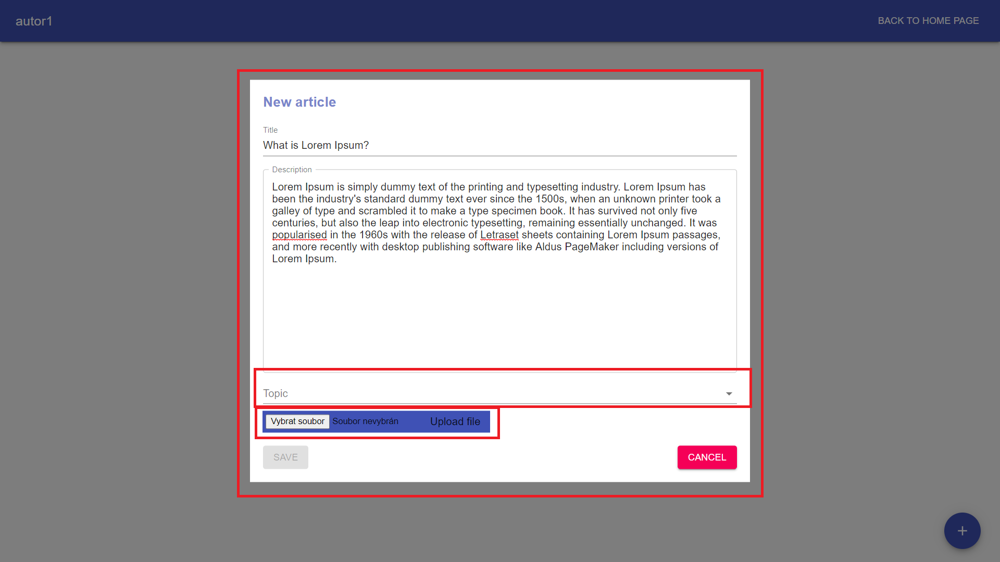 autor1
BACK TO HOME PAGE
New article
Title
What is Lorem Ipsum?
Description
Lorem Ipsum is simply dummy text of the printing and typesetting industry. Lorem Ipsum has
been the industry's standard dummy text ever since the 1500s, when an unknown printer took a
galley of type and scrambled it to make a type specimen book. It has survived not only five
centuries, but also the leap into electronic typesetting, remaining essentially unchanged. It was
popularised in the 1960s with the release of Letraset sheets containing Lorem Ipsum passages,
and more recently with desktop publishing software like Aldus PageMaker including versions of
Lorem Ipsum.
Topic
Vybrat soubor Soubor nevybrán Upload file
SAVE
CANCEL
+